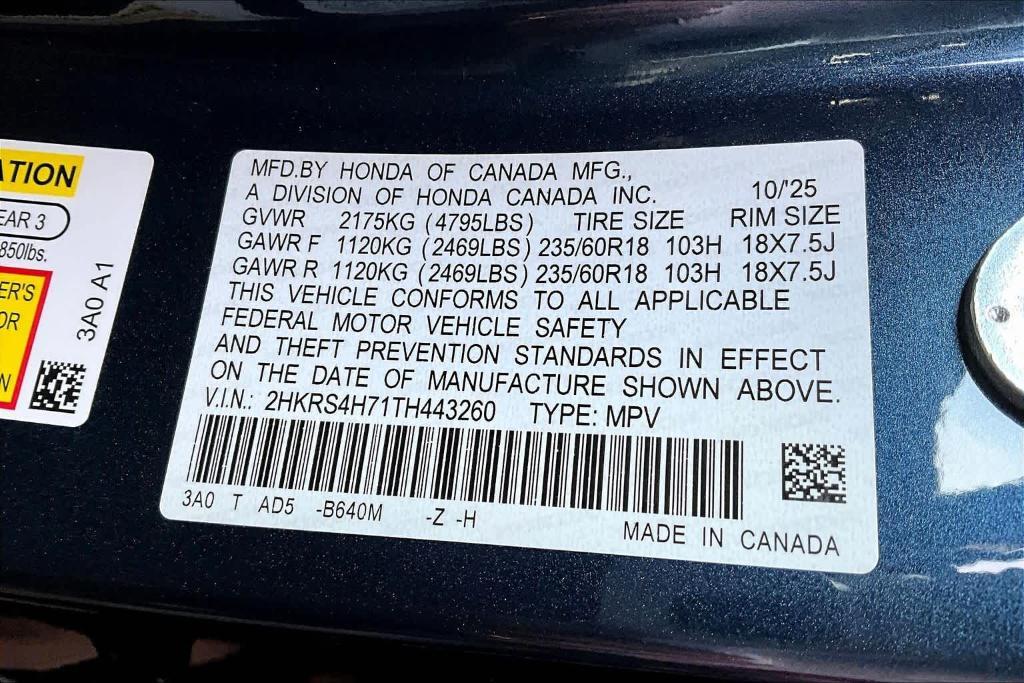 ATION
EAR 3
850lbs.
ER'S
OR
N
3A0 A1
MFD.BY HONDA OF CANADA MFG.,
A DIVISION OF HONDA CANADA INC. 10/'25
GVWR 2175KG (4795LBS) TIRE SIZE RIM SIZE
GAWR F 1120KG (2469LBS) 235/60R18 103H 18X7.5J
GAWR R 1120KG (2469LBS) 235/60R18 103H 18X7.5J
THIS VEHICLE CONFORMS TO ALL APPLICABLE
FEDERAL MOTOR VEHICLE SAFETY
AND THEFT PREVENTION STANDARDS IN EFFECT
ON THE DATE OF MANUFACTURE SHOWN ABOVE.
V.I.N.: 2HKRS4H71TH443260 TYPE: MPV
3A0 T AD5 -B640M -Z -H
MADE IN CANADA